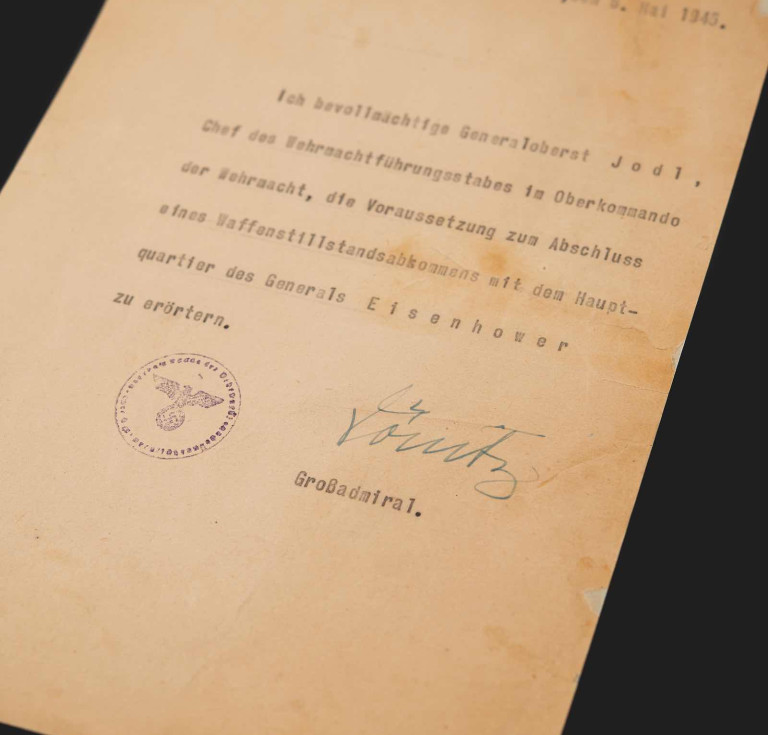 Mai 1945.
Ich bevollmächtige Generaloberst J o d l ,
Chef des Wehrmachtführungsstabes im Oberkommando
der Wehrmacht, die Voraussetzung zum Abschluss
eines Waffenstillstandsabkommens mit dem Haupt-
quartier des Generals E i s e n h o w e r
zu erörtern.
Dönitz
Großadmiral.